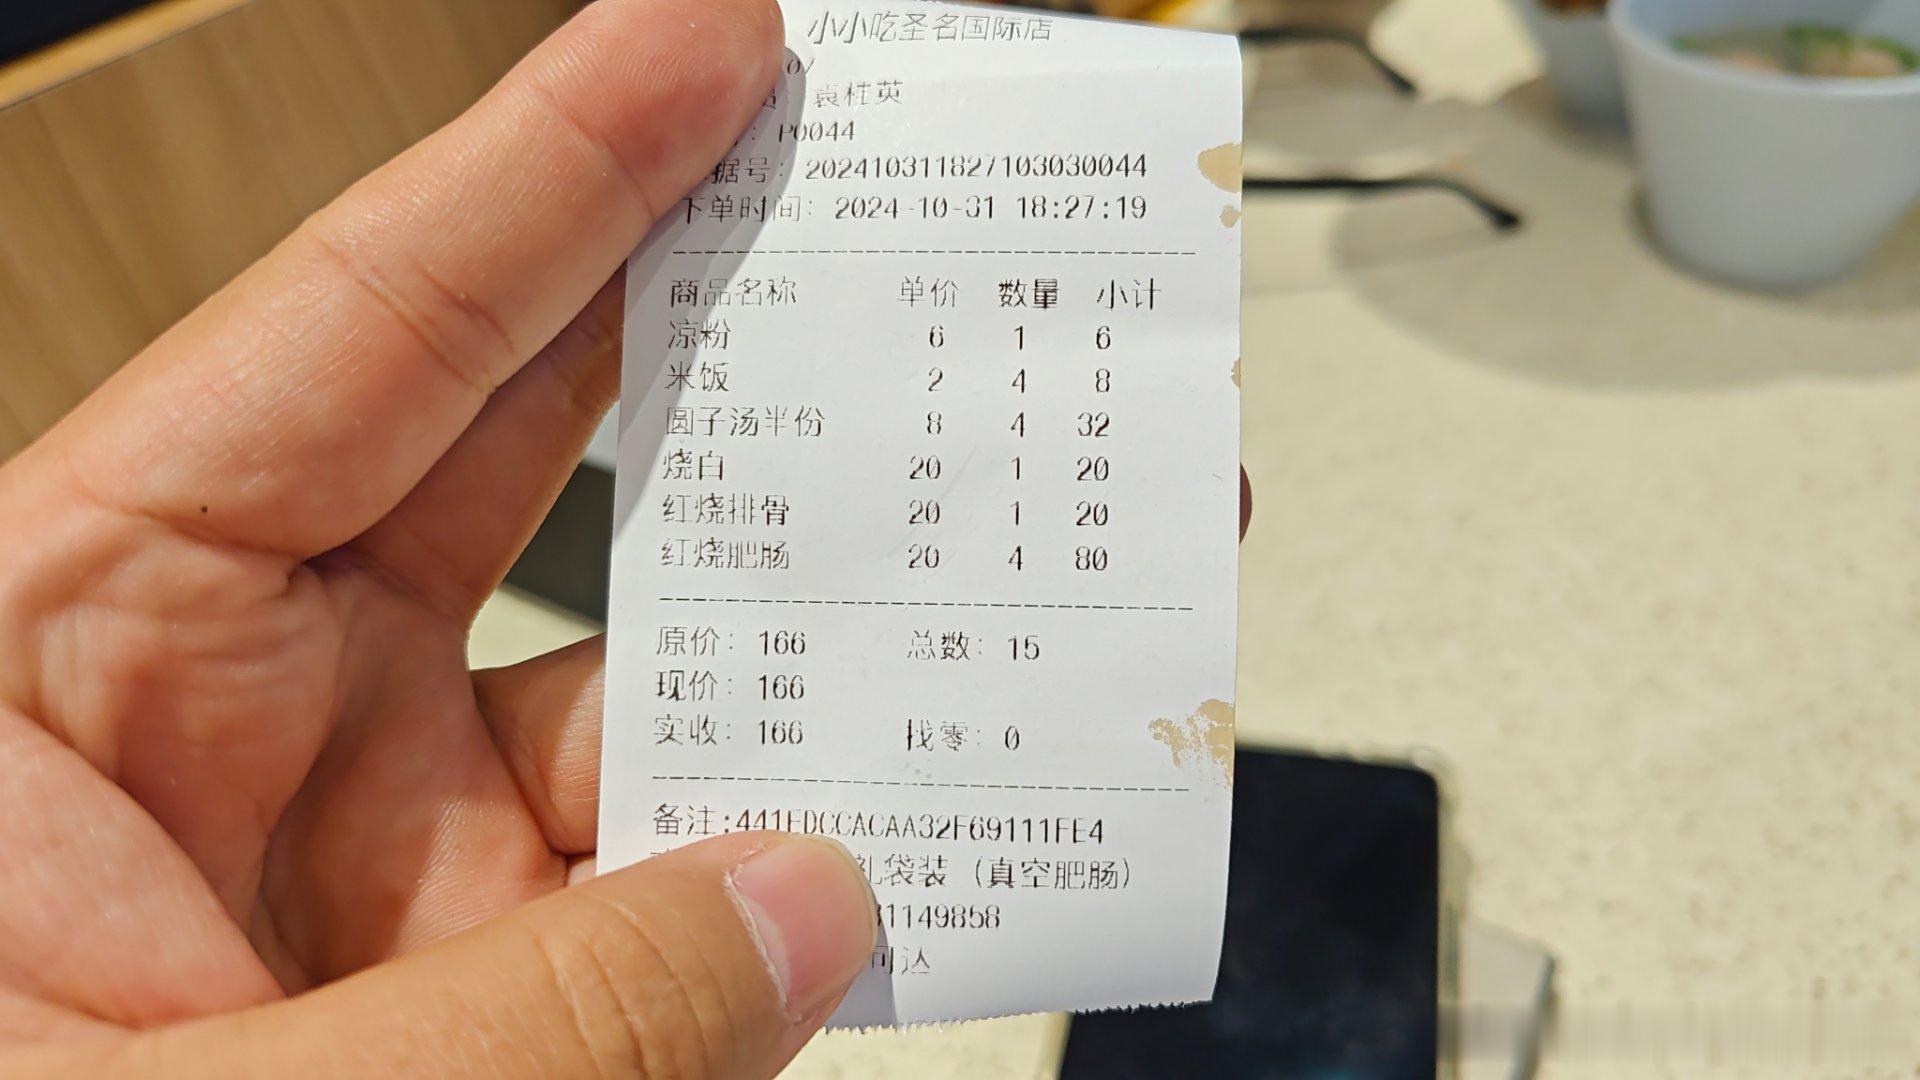 小小吃圣名国际店
07
袁桂英
: P0044
据号: 202410311827103030044
下单时间: 2024-10-31 18:27:19
商品名称 单价 数量 小计
凉粉 6 1 6
米饭 2 4 8
圆子汤半份 8 4 32
烧白 20 1 20
红烧排骨 20 1 20
红烧肥肠 20 4 80
原价: 166 总数: 15
现价: 166
实收: 166 找零: 0
备注:441EDCCACAA32F69111FE4
礼袋装 (真空肥肠)
31149858
可达